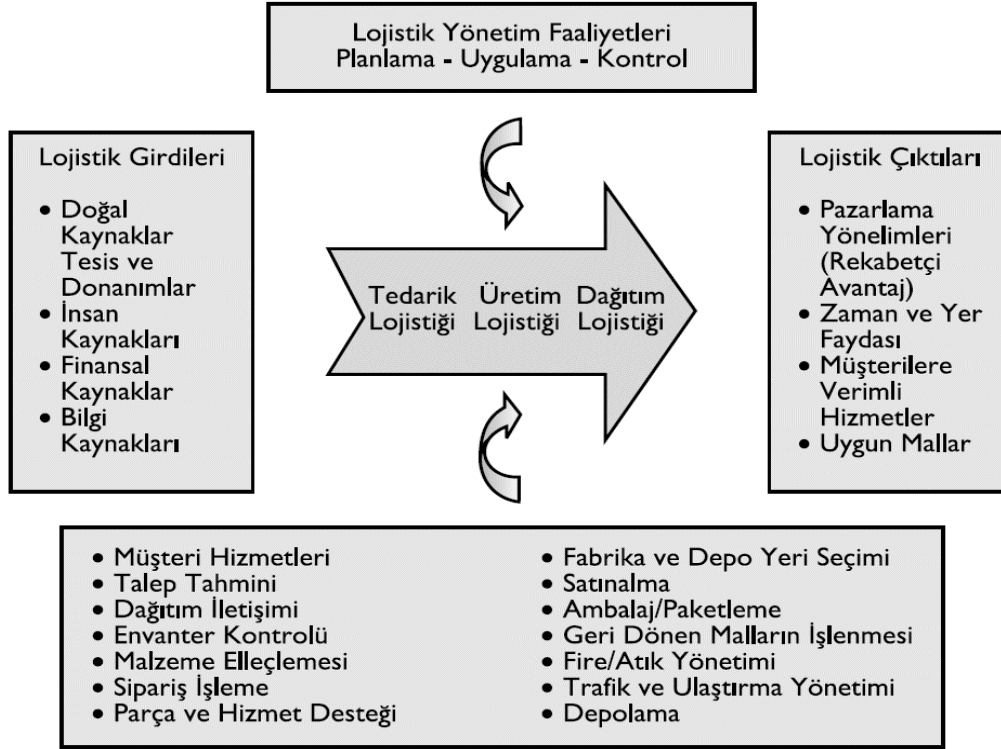 Lojistik Yönetim Faaliyetleri
Planlama - Uygulama - Kontrol
Lojistik Girdileri
• Doğal
Kaynaklar
Tesis ve
Donanımlar
• İnsan
Kaynakları
• Finansal
Kaynaklar
• Bilgi
Kaynakları
Tedarik
Lojistiği
Üretim
Lojistiği
Dağıtım
Lojistiği
Lojistik Çıktıları
• Pazarlama
Yönelimleri
(Rekabetçi
Avantaj)
• Zaman ve Yer
Faydası
• Müşterilere
Verimli
Hizmetler
• Uygun Mallar
• Müşteri Hizmetleri
• Talep Tahmini
• Dağıtım İletişimi
• Envanter Kontrolü
• Malzeme Elleçlemesi
• Sipariş İşleme
• Parça ve Hizmet Desteği
• Fabrika ve Depo Yeri Seçimi
• Satınalma
• Ambalaj/Paketleme
• Geri Dönen Malların İşlenmesi
• Fire/Atık Yönetimi
• Trafik ve Ulaştırma Yönetimi
• Depolama